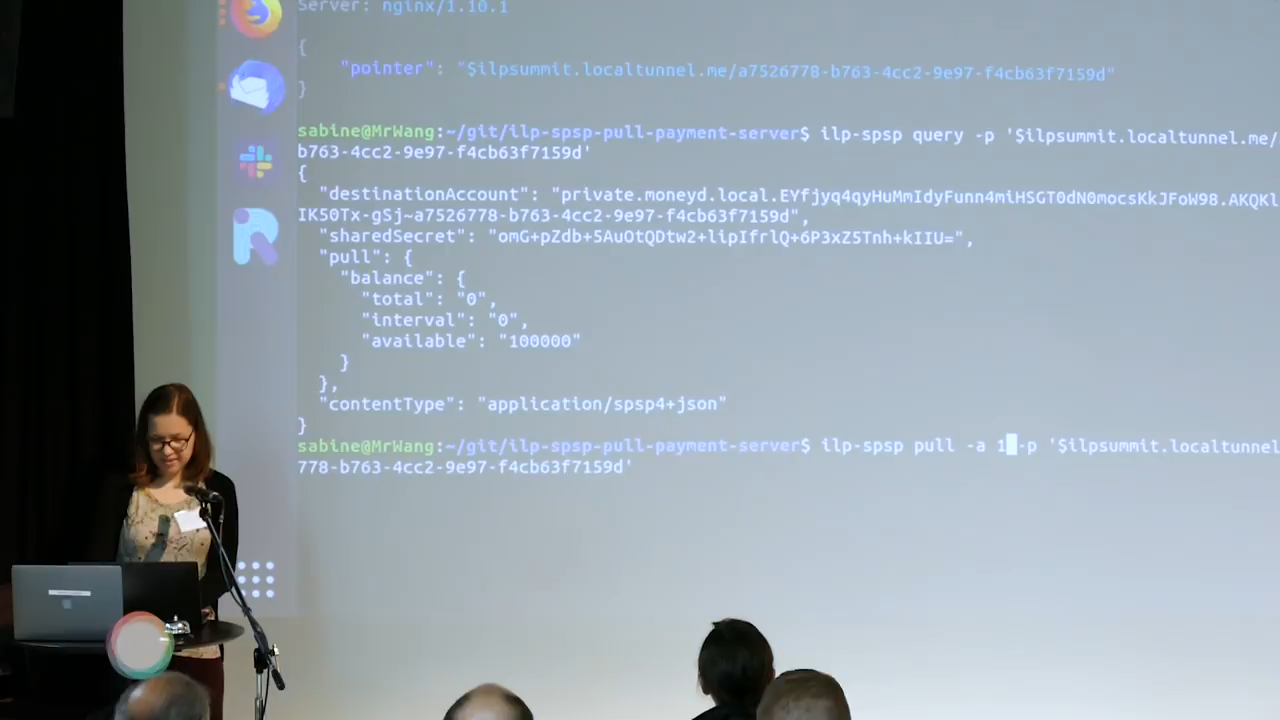 Server: nginx/1.10.1
{
"pointer": "$ilpsummit.localtunnel.me/a7526778-b763-4cc2-9e97-f4cb63f7159d"
}
sabine@MrWang:~/git/ilp-spsp-pull-payment-server$ ilp-spsp query -p '$ilpsummit.localtunnel.me/
b763-4cc2-9e97-f4cb63f7159d'
{
"destinationAccount": "private.moneyd.local.EYfjyq4qyHuMmIdyFunn4miHSGT0dN0mocsKkJFoW98.AKQKl
IK50Tx-gSj~a7526778-b763-4cc2-9e97-f4cb63f7159d",
"sharedSecret": "omG+pZdb+5AuOtQDtw2+lipIfrlQ+6P3xZ5Tnh+kIIU=",
"pull": {
"balance": {
"total": "0",
"interval": "0",
"available": "100000"
}
},
"contentType": "application/spsp4+json"
}
sabine@MrWang:~/git/ilp-spsp-pull-payment-server$ ilp-spsp pull -a 1 -p '$ilpsummit.localtunnel
778-b763-4cc2-9e97-f4cb63f7159d'